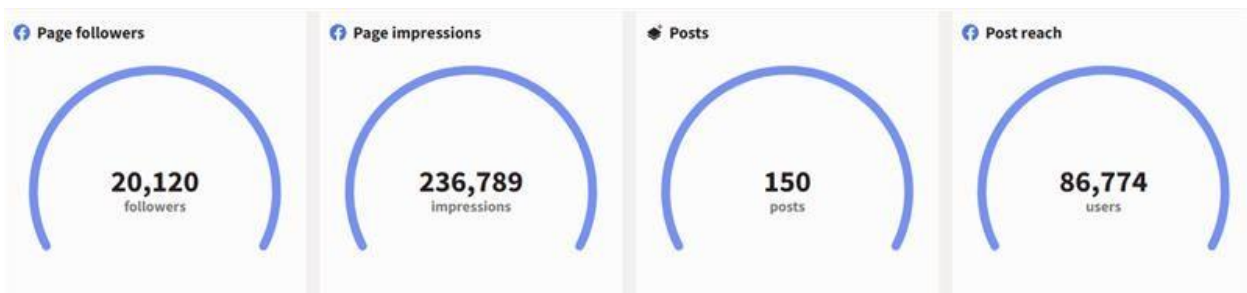 Page followers
20,120
followers
Page impressions
236,789
impressions
Posts
150
posts
Post reach
86,774
users